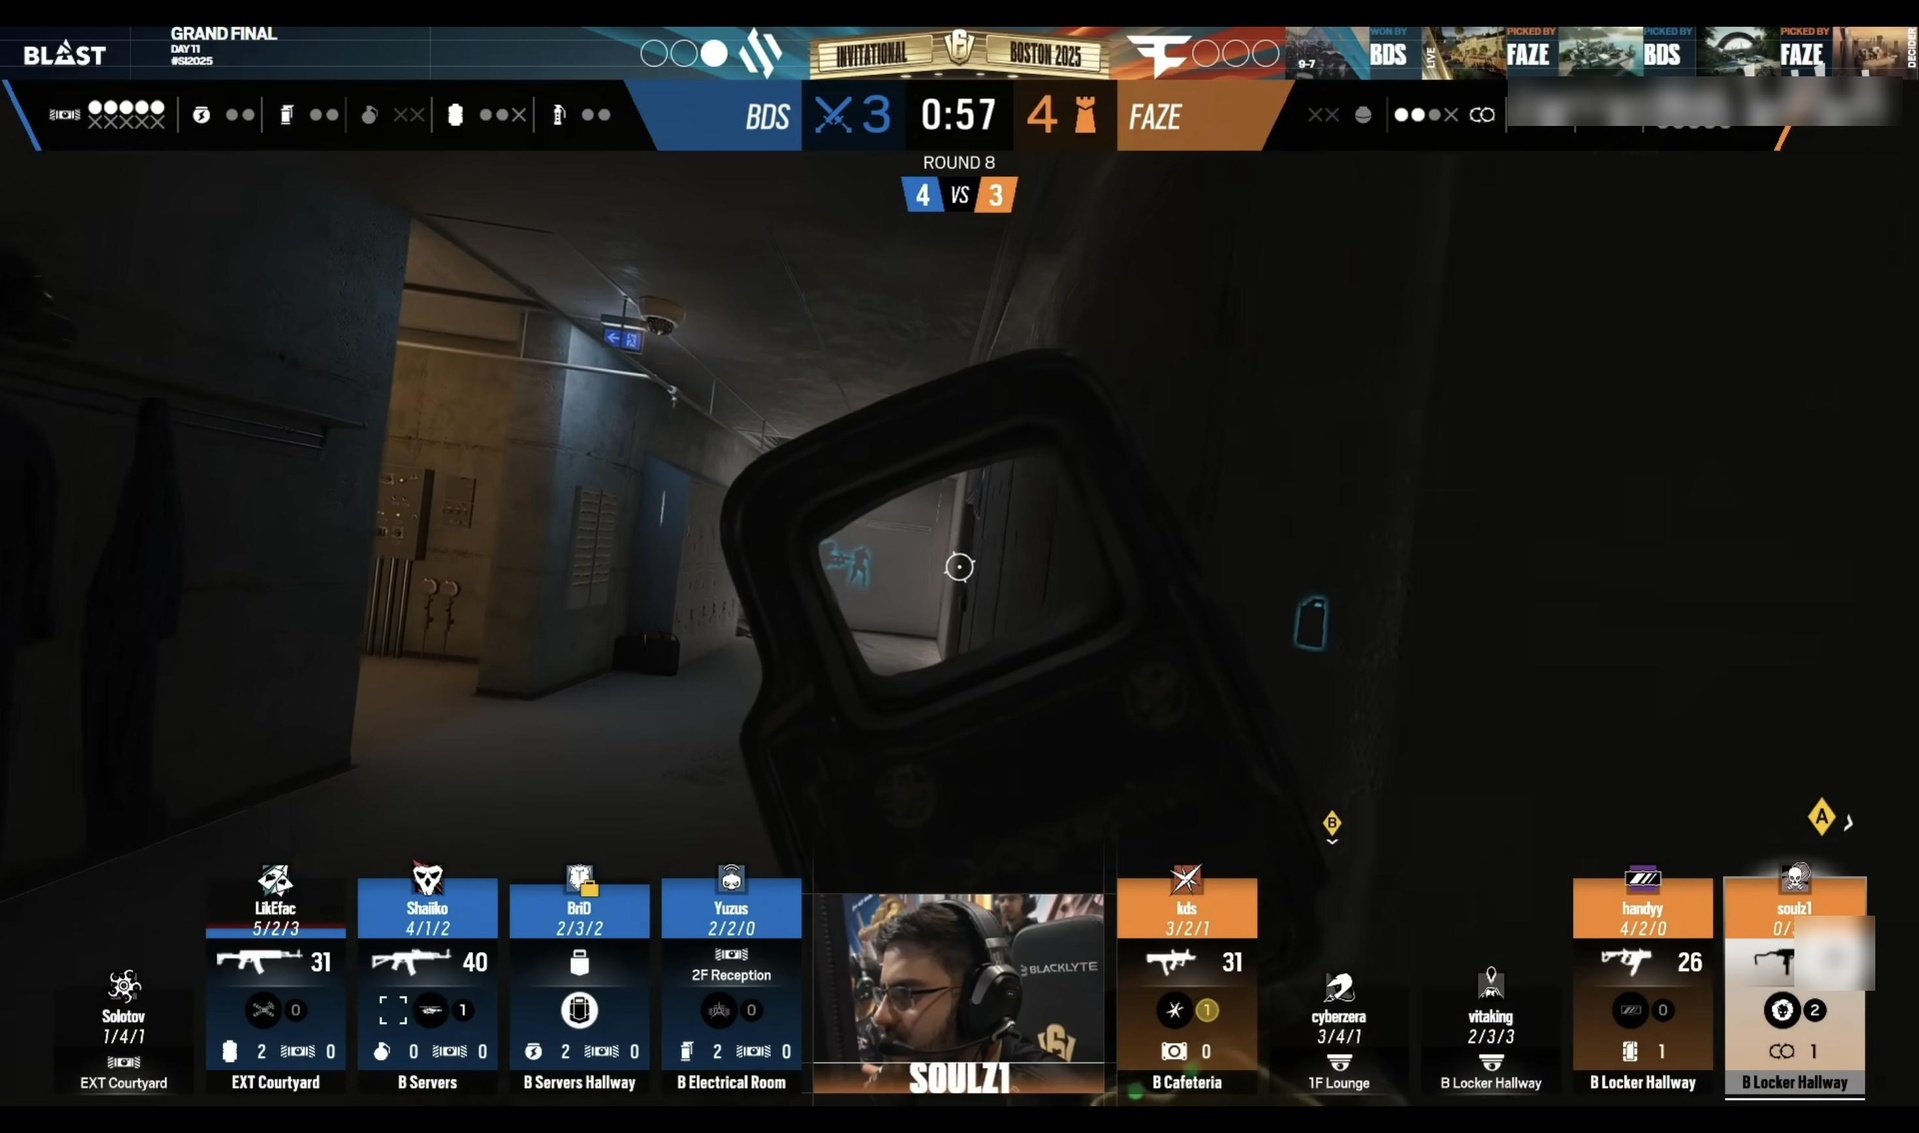 BLAST
GRAND FINAL
DAY 11
#SI2025
INVITATIONAL
BOSTON 2025
9-7
WON BY
BDS
LIVE
PICKED BY
FAZE
PICKED BY
BDS
PICKED BY
FAZE
DECIDER
BDS
3
0:57
4
FAZE
ROUND 8
4 VS 3
B
A
LikEfac
5/2/3
31
0
2 0
EXT Courtyard
Shaiiko
4/1/2
40
1
0 0
B Servers
BriD
2/3/2
2 0
B Servers Hallway
Yuzus
2/2/0
2F Reception
0
2 0
B Electrical Room
Solotov
1/4/1
EXT Courtyard
BLACKLYTE
SOULZ1
kds
3/2/1
31
1
0
B Cafeteria
cyberzera
3/4/1
1F Lounge
vitaking
2/3/3
B Locker Hallway
handyy
4/2/0
26
0
1
B Locker Hallway
soulz1
0/
2
1
B Locker Hallway